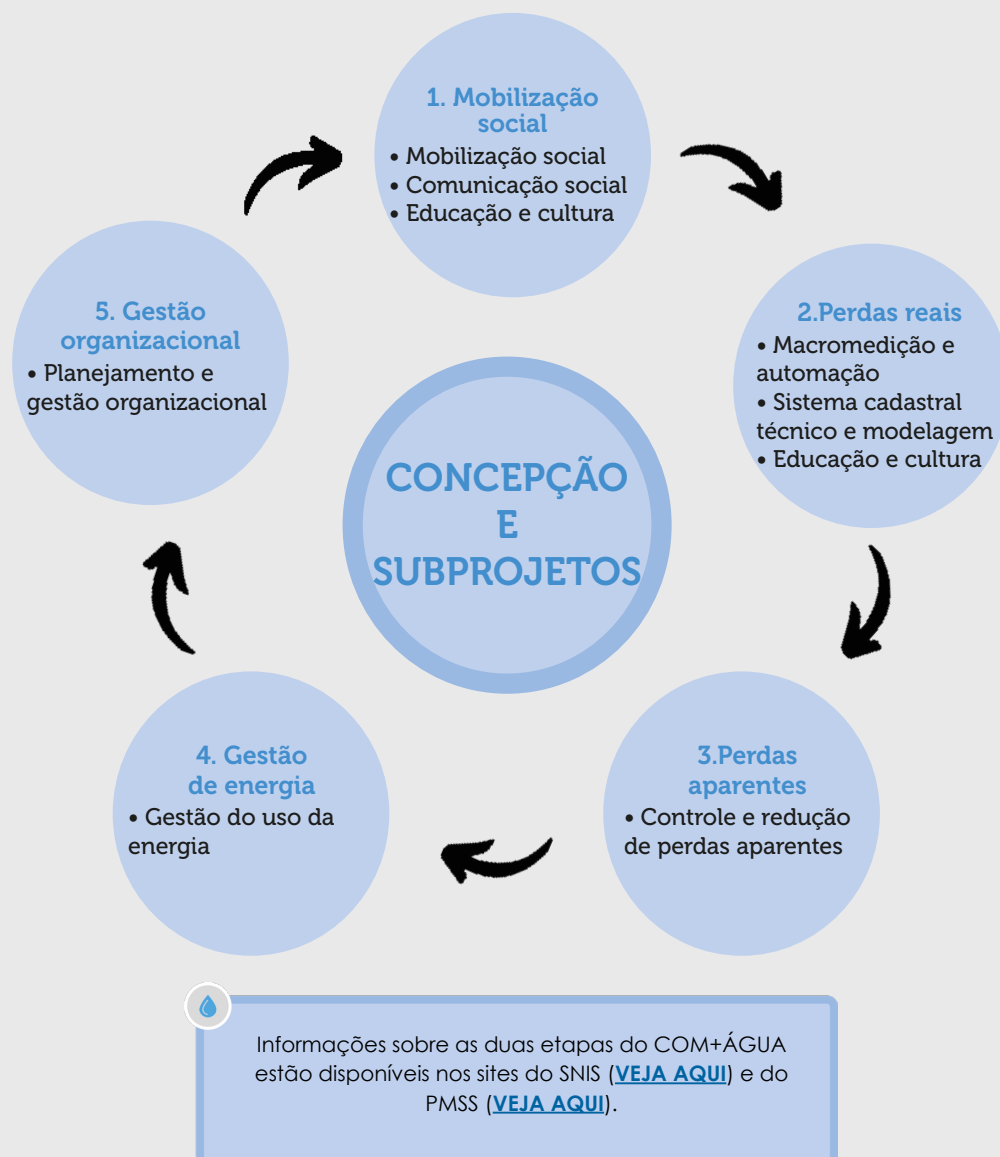 1. Mobilização
social
• Mobilização social
• Comunicação social
• Educação e cultura
2.Perdas reais
• Macromedição e
automação
• Sistema cadastral
técnico e modelagem
• Educação e cultura
3.Perdas
aparentes
• Controle e redução
de perdas aparentes
4. Gestão
de energia
• Gestão do uso da
energia
5. Gestão
organizacional
• Planejamento e
gestão organizacional
CONCEPÇÃO
E
SUBPROJETOS
Informações sobre as duas etapas do COM+ÁGUA
estão disponíveis nos sites do SNIS (VEJA AQUI) e do
PMSS (VEJA AQUI).